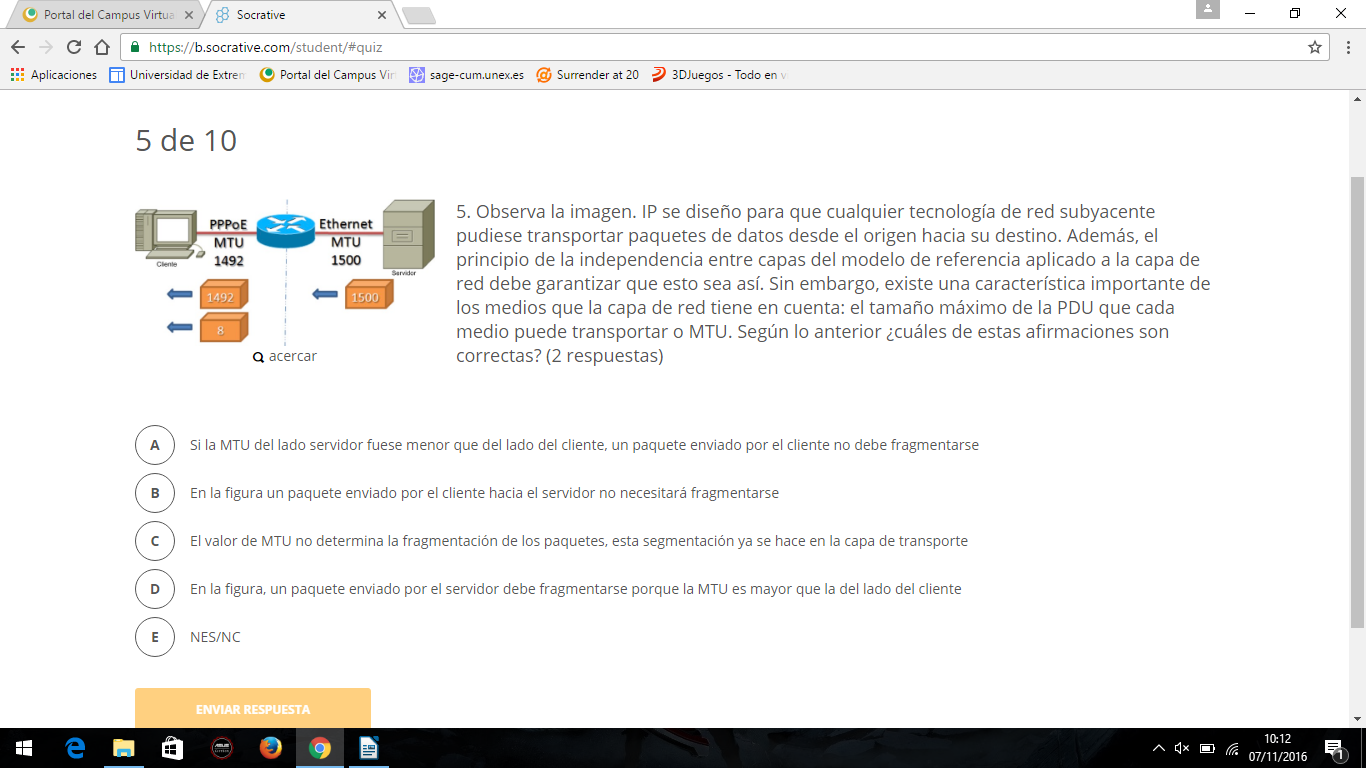 Portal del Campus Virtua
Socrative
https://b.socrative.com/student/#quiz
Aplicaciones
Universidad de Extrem
Portal del Campus Vir
sage-cum.unex.es
Surrender at 20
3DJuegos - Todo en v
5 de 10
PPPoE
MTU
1492
Ethernet
MTU
1500
Cliente
Servidor
1492
1500
8
acercar
5. Observa la imagen. IP se diseño para que cualquier tecnología de red subyacente
pudiese transportar paquetes de datos desde el origen hacia su destino. Además, el
principio de la independencia entre capas del modelo de referencia aplicado a la capa de
red debe garantizar que esto sea así. Sin embargo, existe una característica importante de
los medios que la capa de red tiene en cuenta: el tamaño máximo de la PDU que cada
medio puede transportar o MTU. Según lo anterior ¿cuáles de estas afirmaciones son
correctas? (2 respuestas)
A Si la MTU del lado servidor fuese menor que del lado del cliente, un paquete enviado por el cliente no debe fragmentarse
B En la figura un paquete enviado por el cliente hacia el servidor no necesitará fragmentarse
C El valor de MTU no determina la fragmentación de los paquetes, esta segmentación ya se hace en la capa de transporte
D En la figura, un paquete enviado por el servidor debe fragmentarse porque la MTU es mayor que la del lado del cliente
E NES/NC
ENVIAR RESPUESTA
10:12
07/11/2016
1